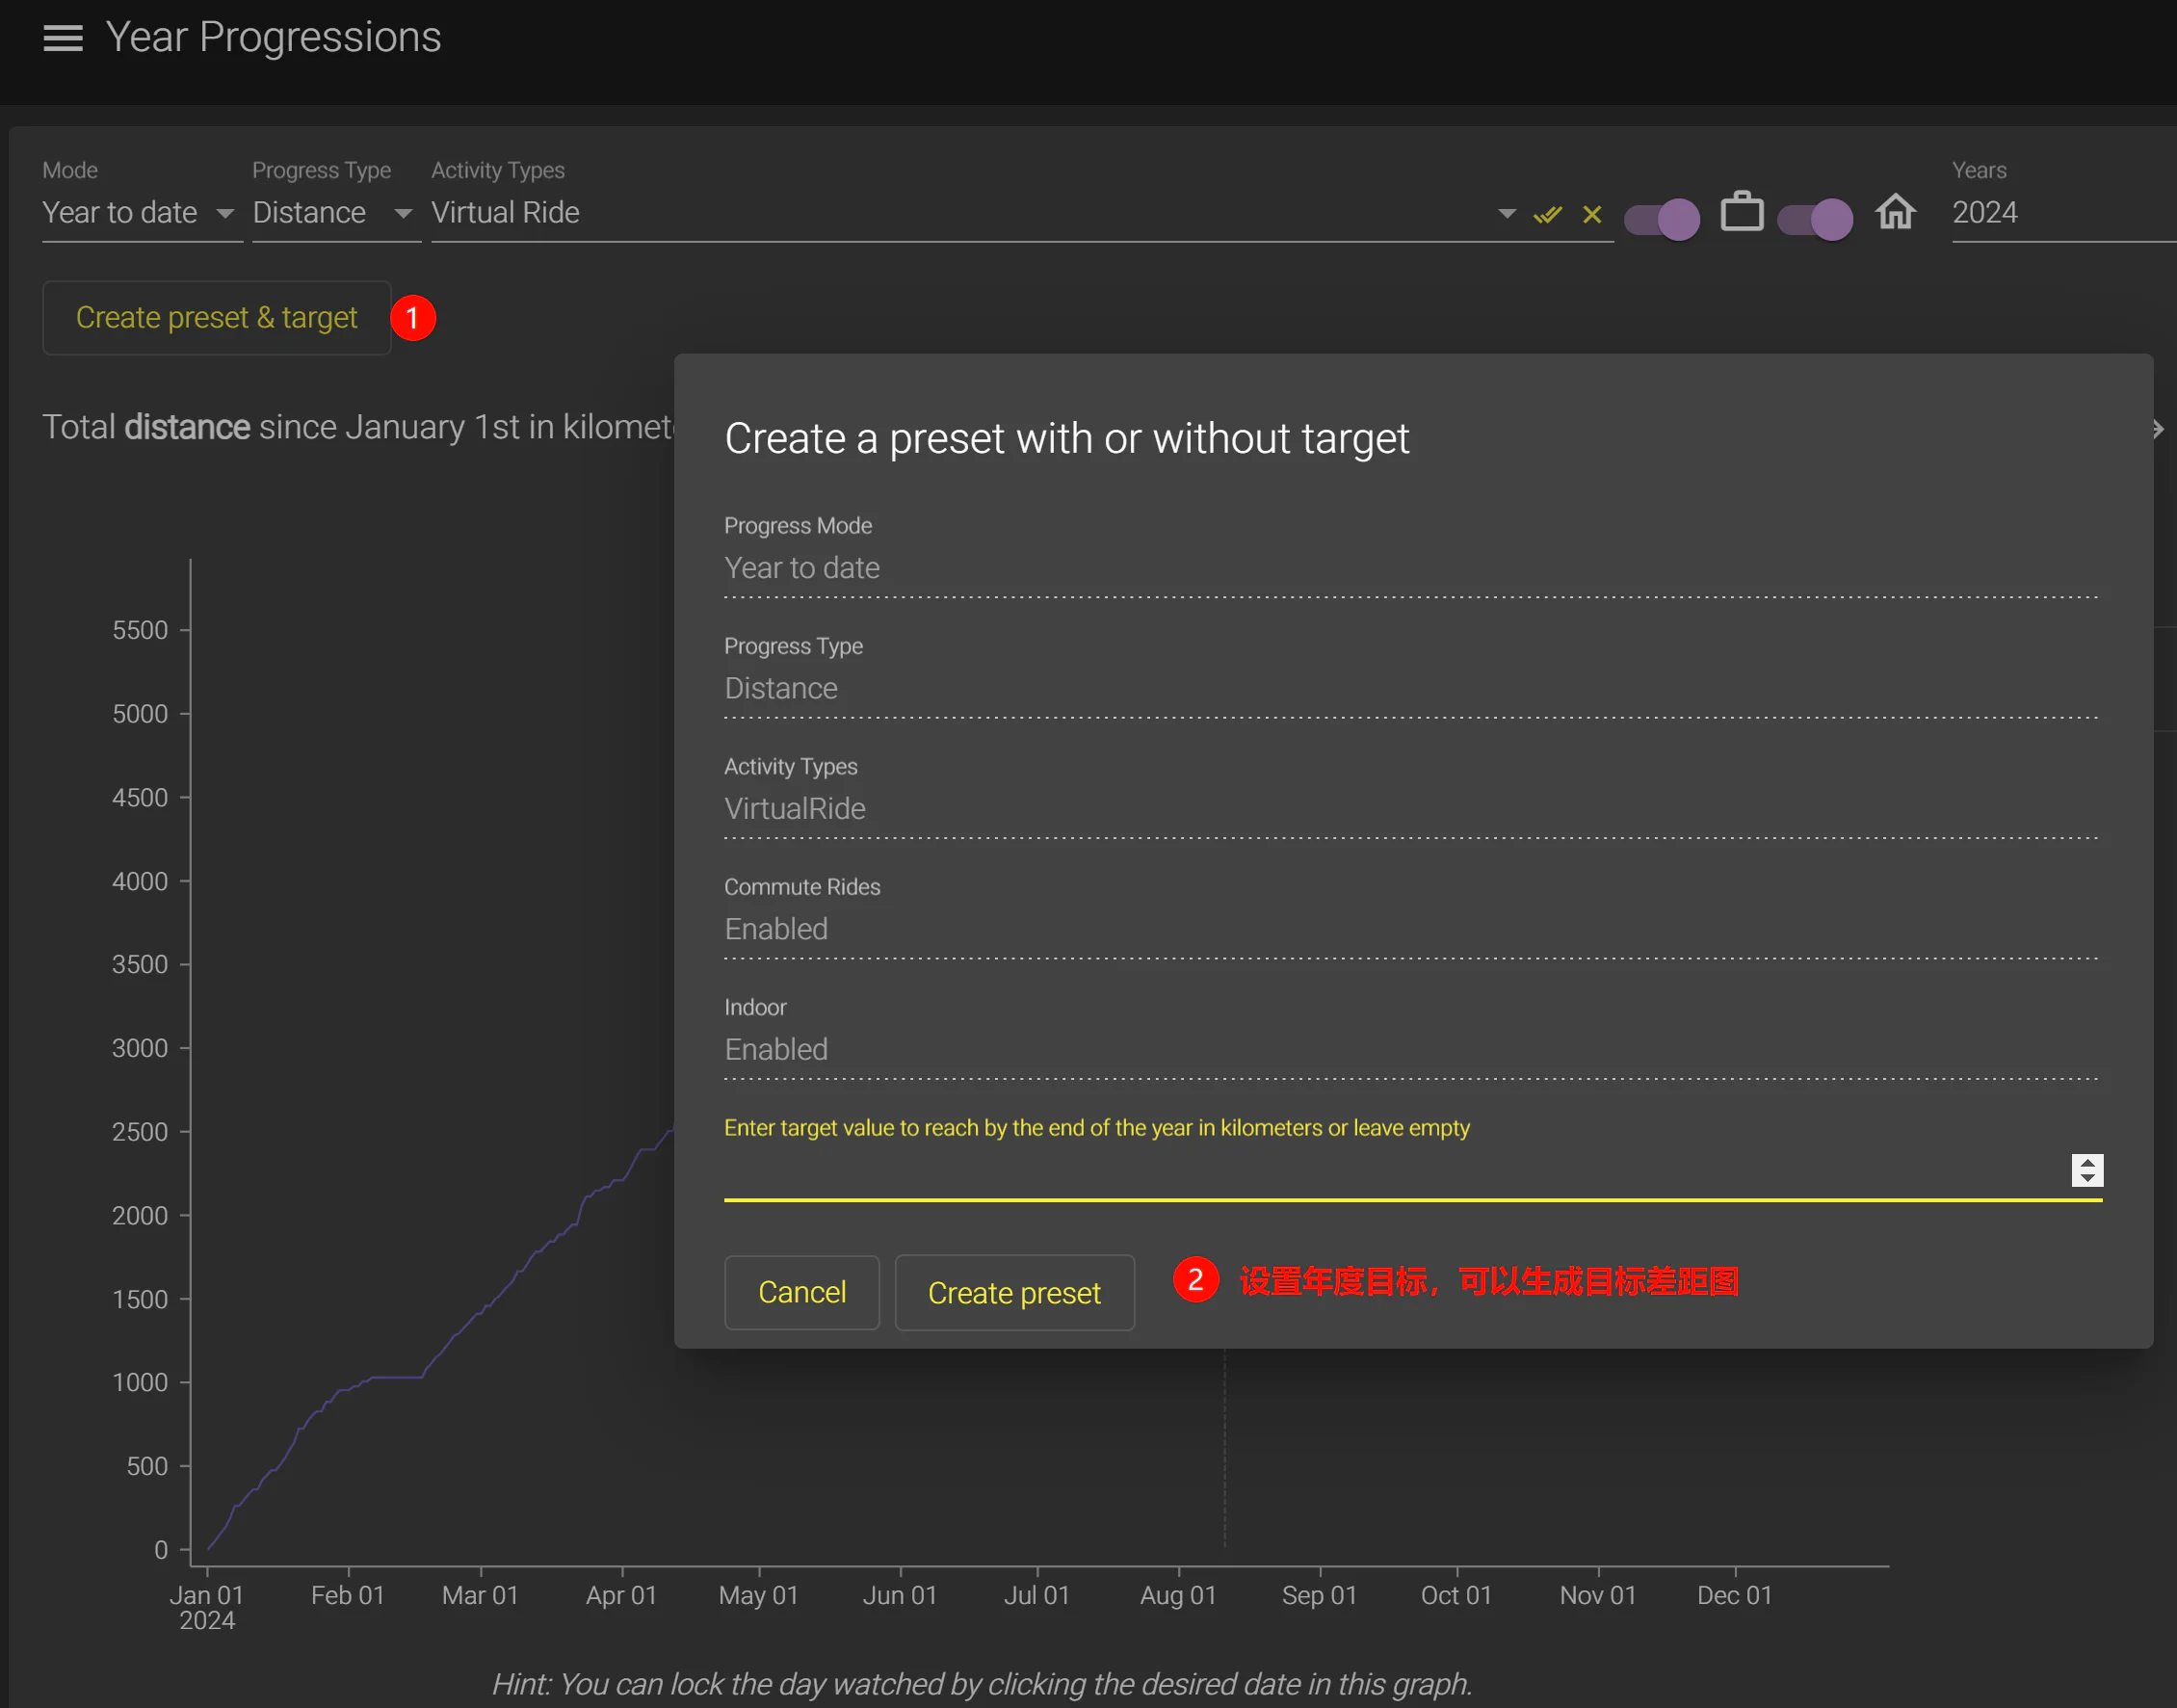 Year Progressions
Mode
Progress Type
Activity Types
Years
Year to date
Distance
Virtual Ride
2024
Create preset & target
1
Total distance since January 1st in
Create a preset with or without target
Progress Mode
Year to date
Progress Type
Distance
Activity Types
VirtualRide
Commute Rides
Enabled
Indoor
Enabled
Enter target value to reach by the end of the year in kilometers or leave empty
Cancel
Create preset
2
设置年度目标，可以生成目标差距图
5500
5000
4500
4000
3500
3000
2500
2000
1500
1000
500
0
Jan 01
2024
Feb 01
Mar 01
Apr 01
May 01
Jun 01
Jul 01
Aug 01
Sep 01
Oct 01
Nov 01
Dec 01
Hint: You can lock the day watched by clicking the desired date in this graph.